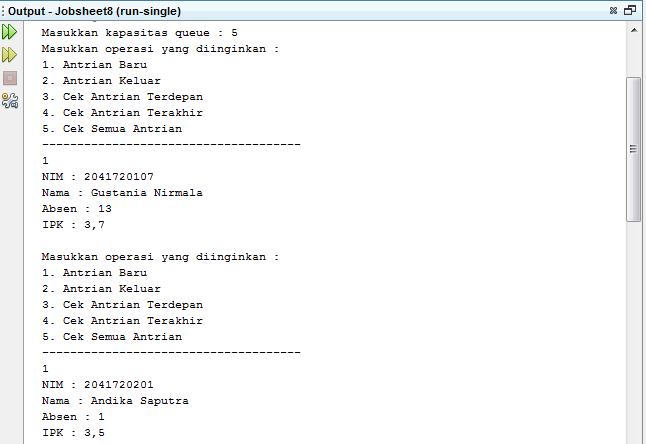 Output - Jobsheet8 (run-single)
Masukkan kapasitas queue : 5
Masukkan operasi yang diinginkan :
1. Antrian Baru
2. Antrian Keluar
3. Cek Antrian Terdepan
4. Cek Antrian Terakhir
5. Cek Semua Antrian
-------------------------------------
1
NIM : 2041720107
Nama : Gustania Nirmala
Absen : 13
IPK : 3,7
Masukkan operasi yang diinginkan :
1. Antrian Baru
2. Antrian Keluar
3. Cek Antrian Terdepan
4. Cek Antrian Terakhir
5. Cek Semua Antrian
-------------------------------------
1
NIM : 2041720201
Nama : Andika Saputra
Absen : 1
IPK : 3,5